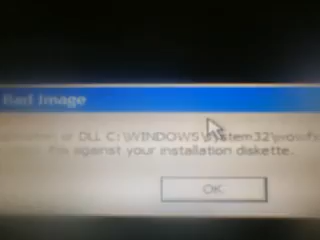 Bad Image
or DLL C:\WINDOWS\system32\
this against your installation diskette.
OK